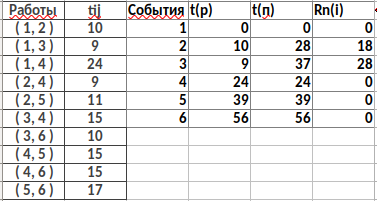 Работы tij События t(р) t(п) Rn(i)
( 1, 2 ) 10 1 0 0 0
( 1, 3 ) 9 2 10 28 18
( 1, 4 ) 24 3 9 37 28
( 2, 4 ) 9 4 24 24 0
( 2, 5 ) 11 5 39 39 0
( 3, 4 ) 15 6 56 56 0
( 3, 6 ) 10
( 4, 5 ) 15
( 4, 6 ) 15
( 5, 6 ) 17